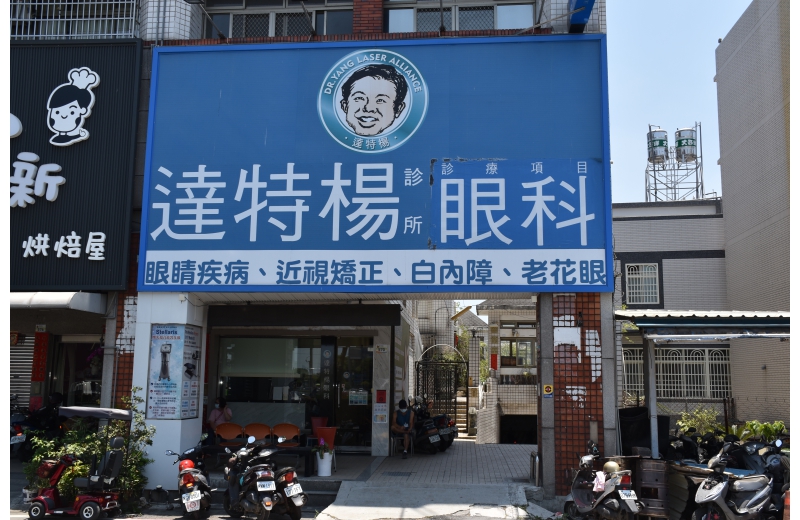 DR.YANG LASER ALLIANCE
·達特楊·
達特楊診所
診療項目
眼科
眼睛疾病、近視矯正、白內障、老花眼
新
烘焙屋
Stellaris